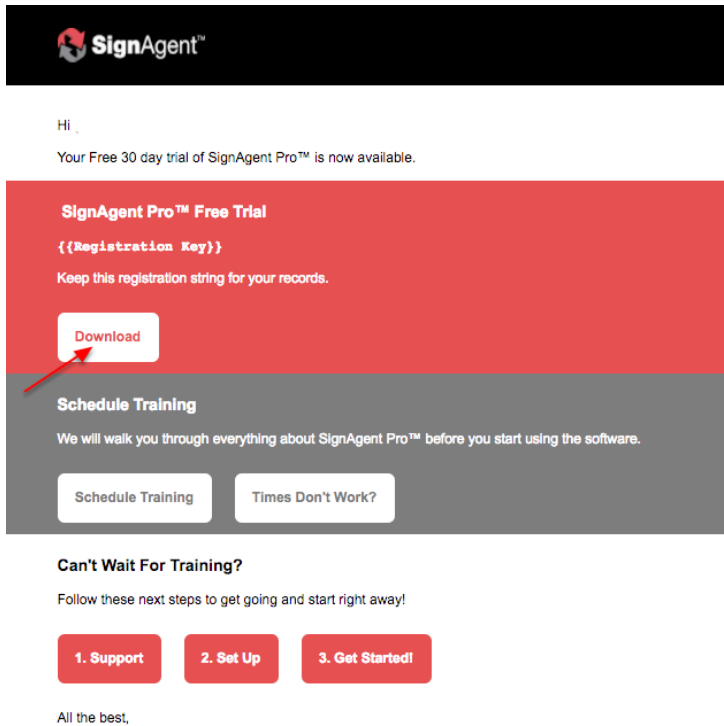 SignAgent™
Hi
Your Free 30 day trial of SignAgent Pro™ is now available.
SignAgent Pro™ Free Trial
{{Registration Key}}
Keep this registration string for your records.
Download
Schedule Training
We will walk you through everything about SignAgent Pro™ before you start using the software.
Schedule Training Times Don't Work?
Can't Wait For Training?
Follow these next steps to get going and start right away!
1. Support 2. Set Up 3. Get Started!
All the best,